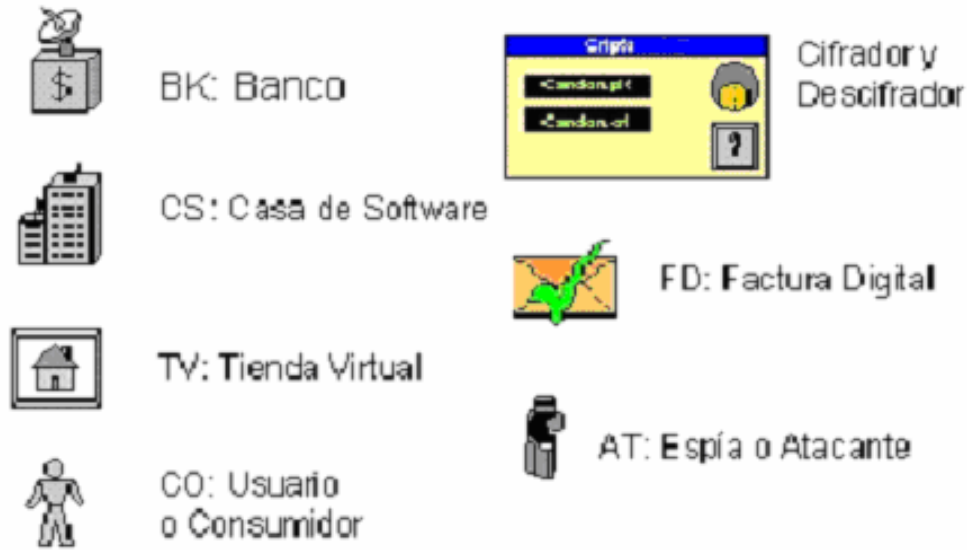 $
BK: Banco
CS: Casa de Software
TV: Tienda Virtual
CO: Usuario
o Consumidor
Cripto
?
Cifrador y
Descifrador
FD: Factura Digital
AT: Espía o Atacante